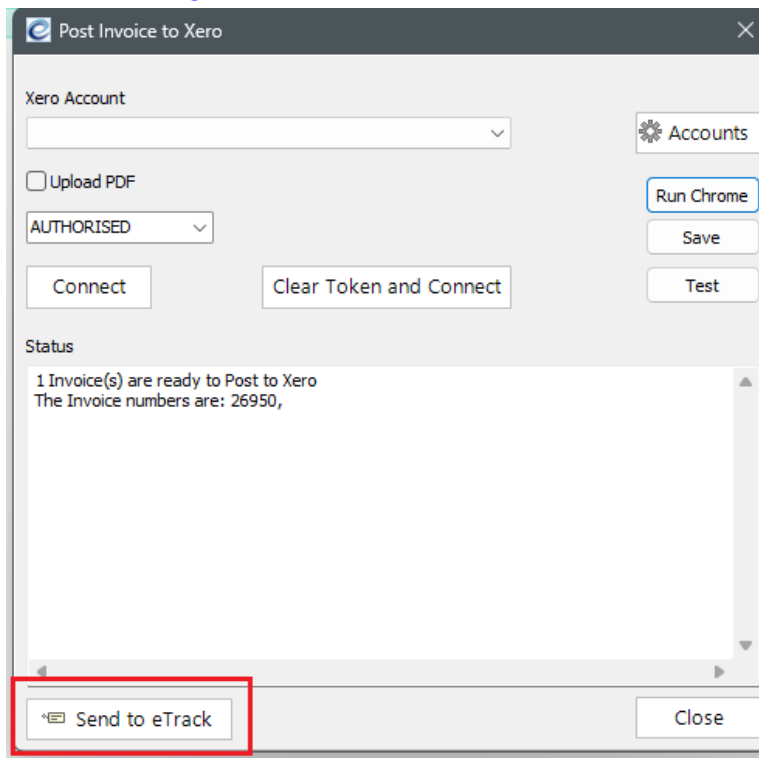 Post Invoice to Xero
Xero Account
Accounts
Upload PDF
Run Chrome
AUTHORISED
Save
Connect
Clear Token and Connect
Test
Status
1 Invoice(s) are ready to Post to Xero
The Invoice numbers are: 26950,
Send to eTrack
Close